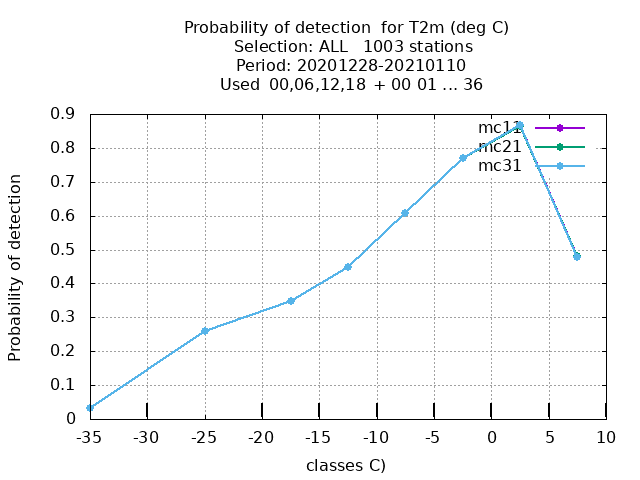 Probability of detection  for T2m (deg C)
Selection: ALL   1003 stations
Period: 20201228-20210110
Used  00,06,12,18  + 00 01 ... 36
Probability of detection
0.9
0.8
0.7
0.6
0.5
0.4
0.3
0.2
0.1
0
mc11
mc21
mc31
-35 -30 -25 -20 -15 -10 -5 0 5 10
classes C)